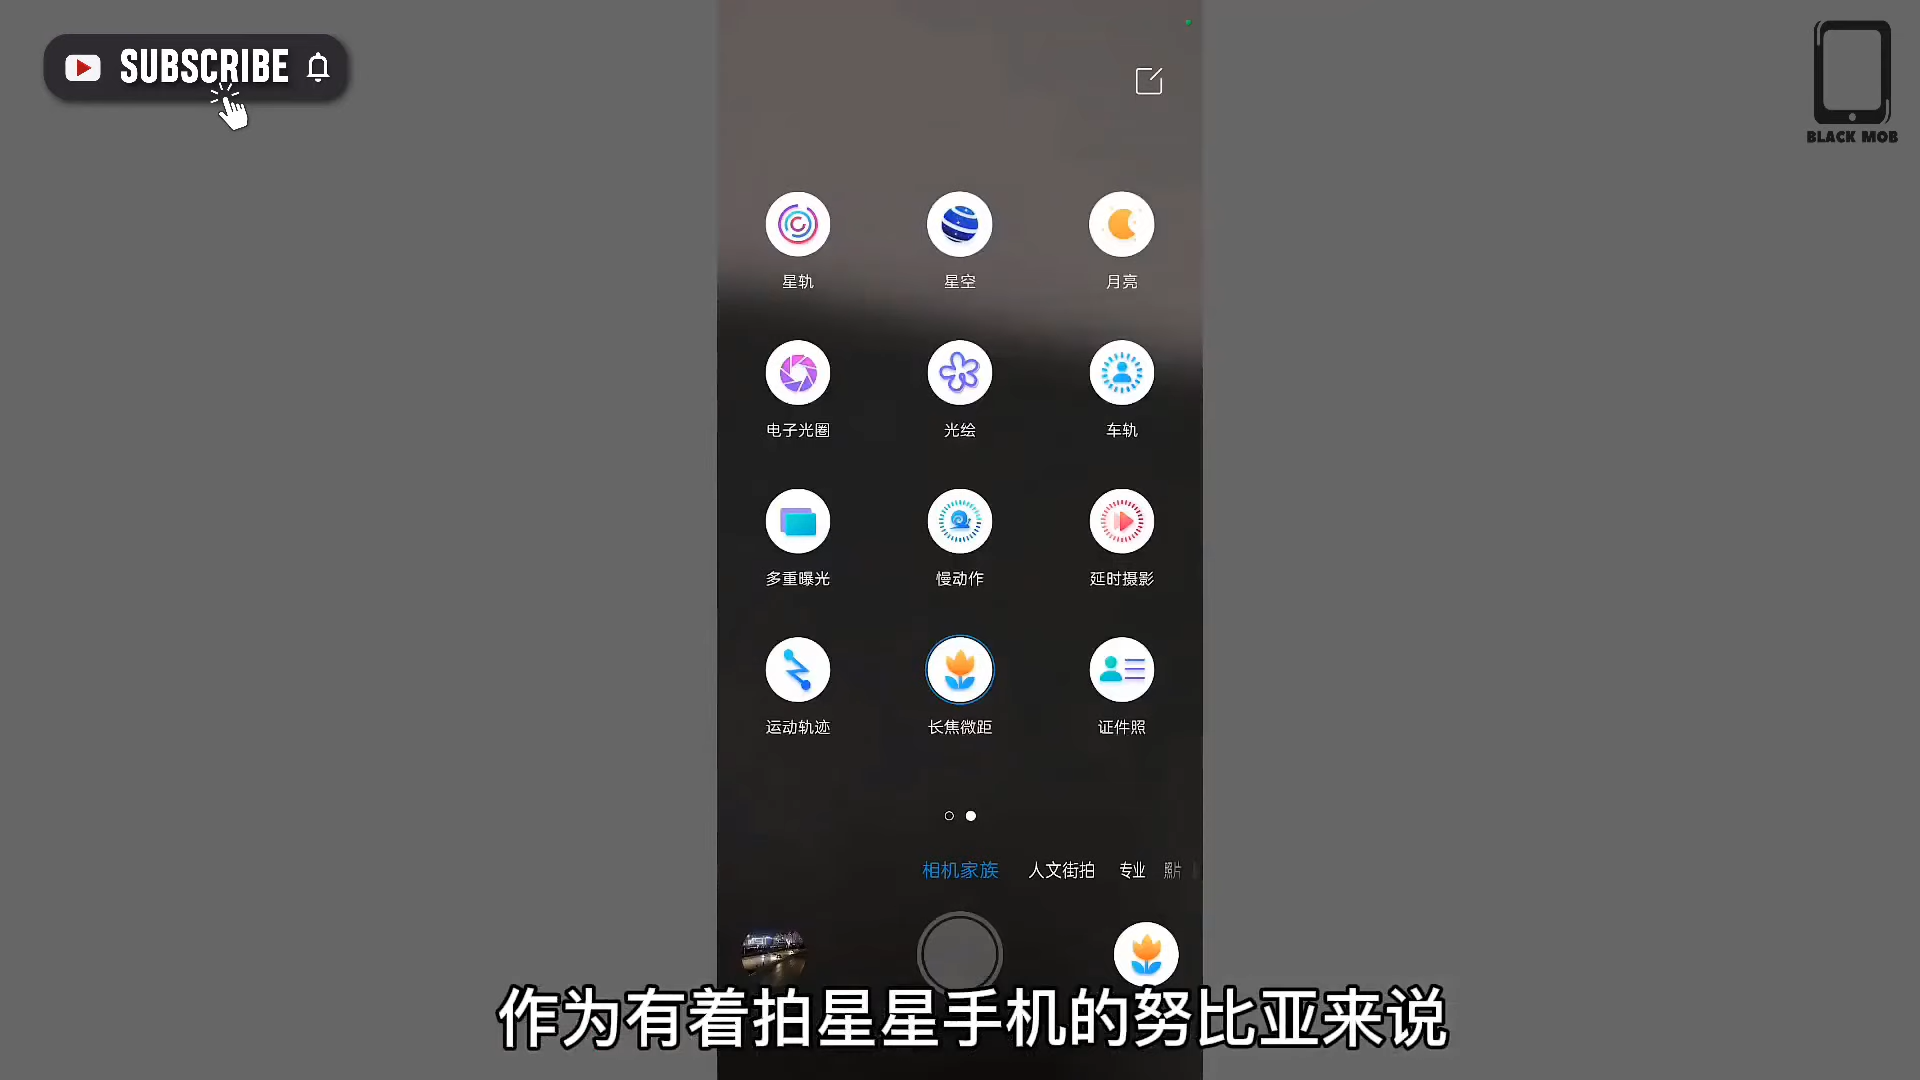 SUBSCRIBE
BLACK MOB
星轨 星空 月亮
电子光圈 光绘 车轨
多重曝光 慢动作 延时摄影
运动轨迹 长焦微距 证件照
相机家族 人文街拍 专业 照片
作为有着拍星星手机的努比亚来说